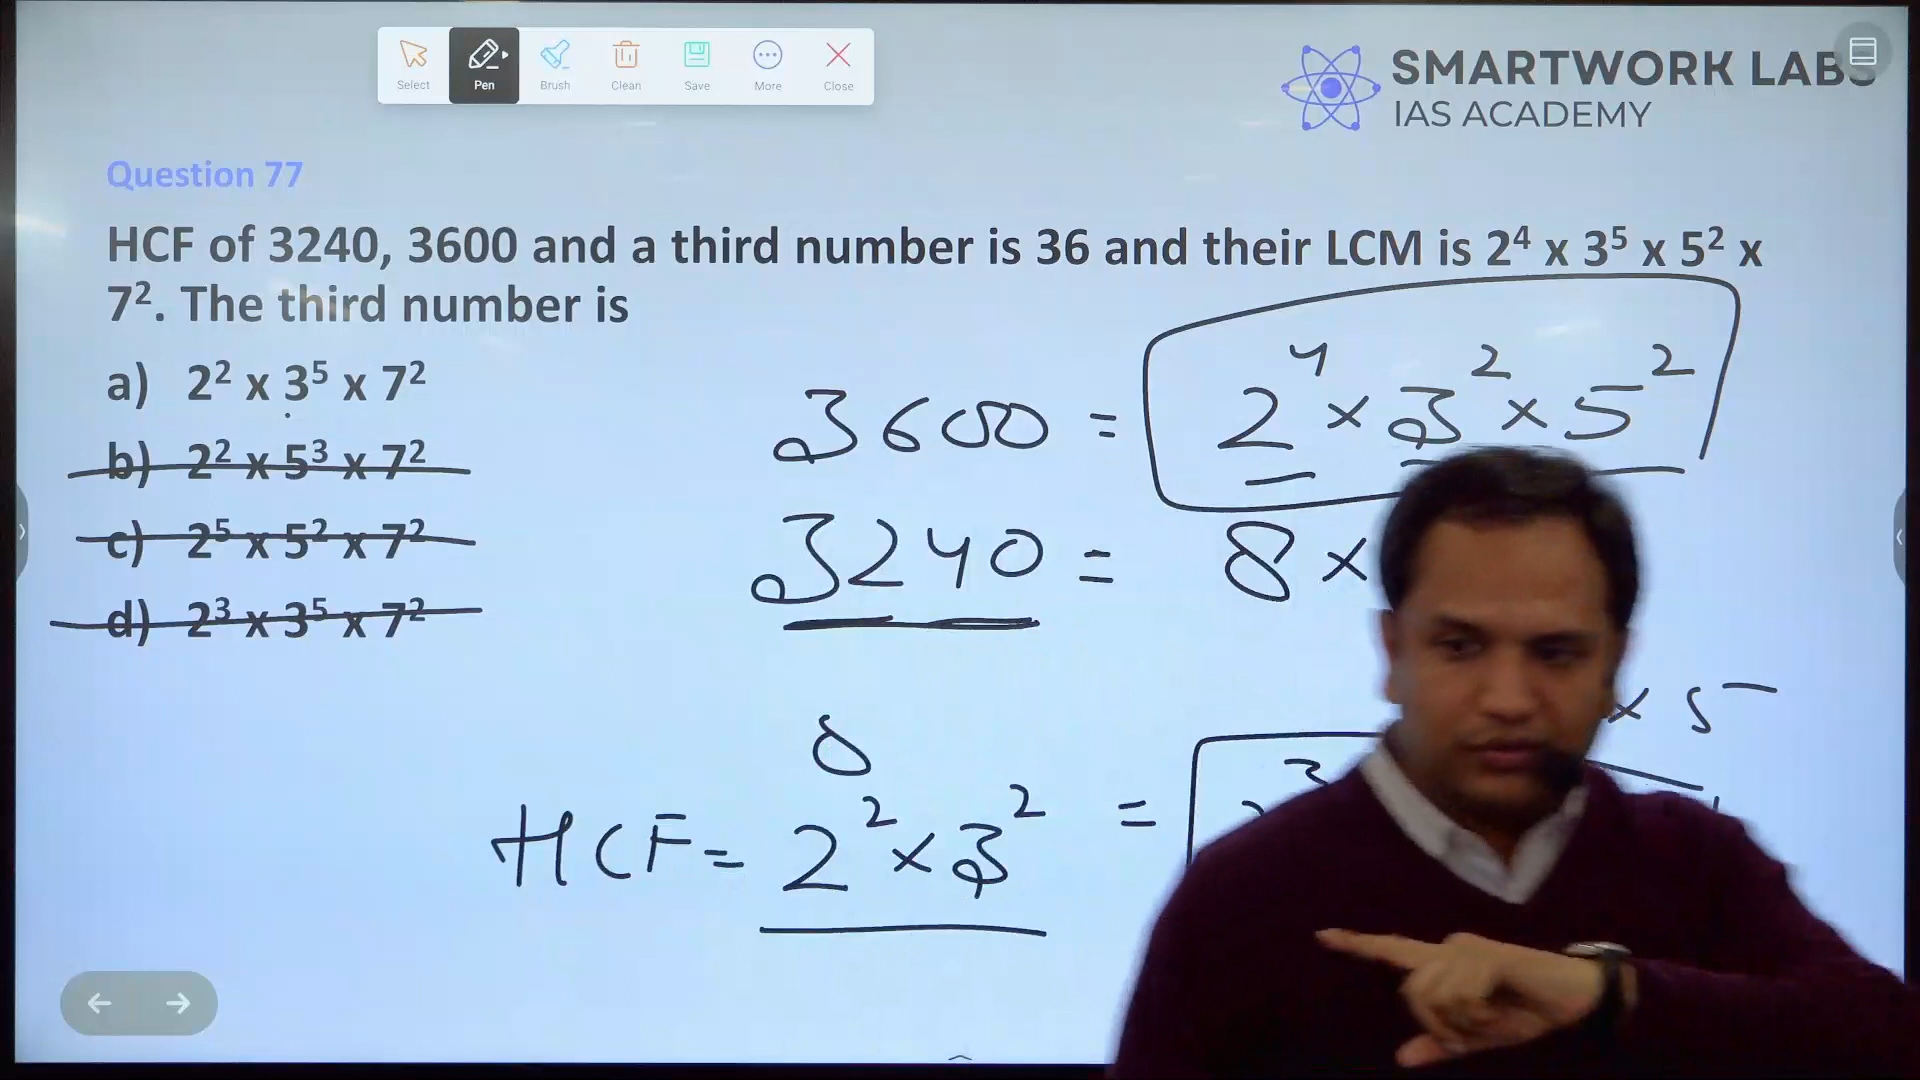 Select Pen Brush Clean Save More Close
SMARTWORK LABS
IAS ACADEMY
Question 77
HCF of 3240, 3600 and a third number is 36 and their LCM is 2⁴ x 3⁵ x 5² x
7². The third number is
a) 2² x 3⁵ x 7²
b) 2² x 5³ x 7²
c) 2⁵ x 5² x 7²
d) 2³ x 3⁵ x 7²
3600 = 2⁴ × 3² × 5²
3240 = 8 ×
× 5
HCF = 2² × 3²
=
3